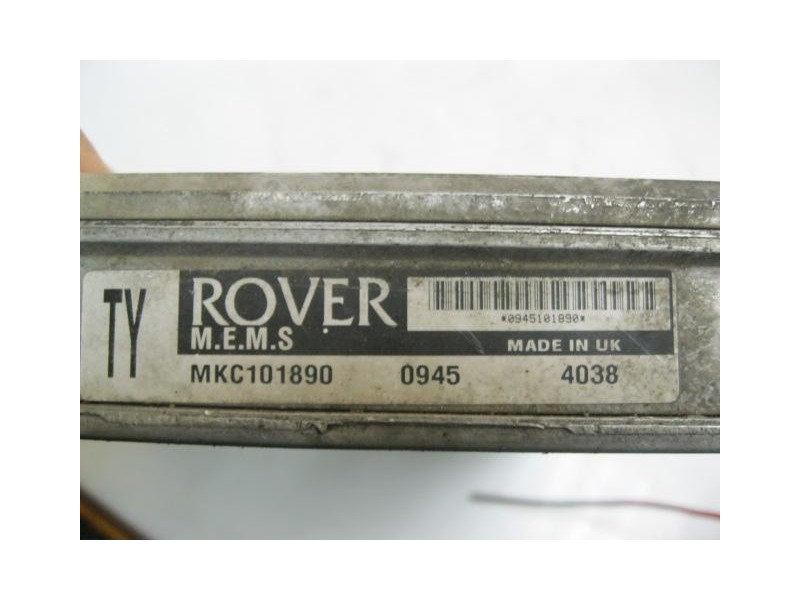 TY
ROVER
M.E.M.S
*0945101890*
MADE IN UK
MKC101890 0945 4038